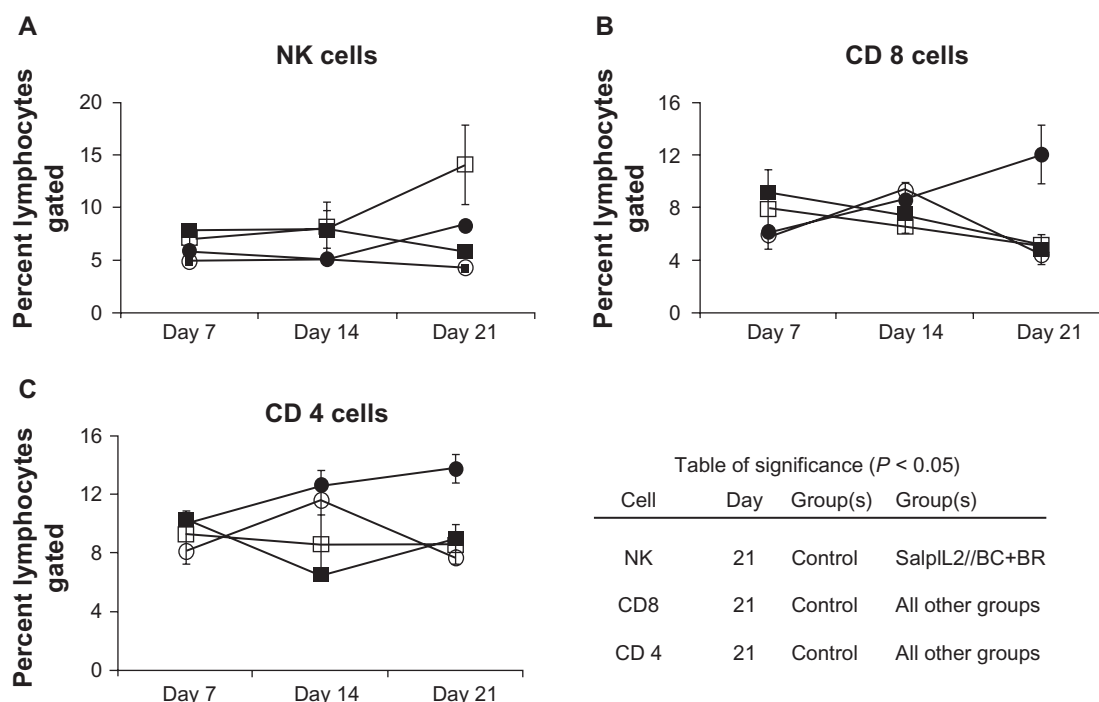 A
NK cells
Percent lymphocytes
gated
20
15
10
5
0
Day 7 Day 14 Day 21
B
CD 8 cells
Percent lymphocytes
gated
16
12
8
4
0
Day 7 Day 14 Day 21
C
CD 4 cells
Percent lymphocytes
gated
16
12
8
4
0
Day 7 Day 14 Day 21
Table of significance (P < 0.05)
Cell Day Group(s) Group(s)
NK 21 Control SalpIL2//BC+BR
CD8 21 Control All other groups
CD 4 21 Control All other groups